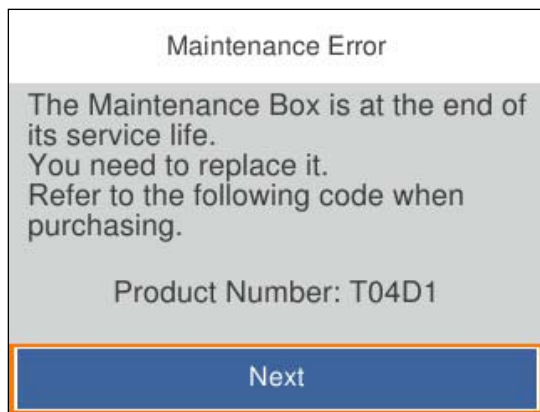 Maintenance Error
The Maintenance Box is at the end of
its service life.
You need to replace it.
Refer to the following code when
purchasing.
Product Number: T04D1
Next